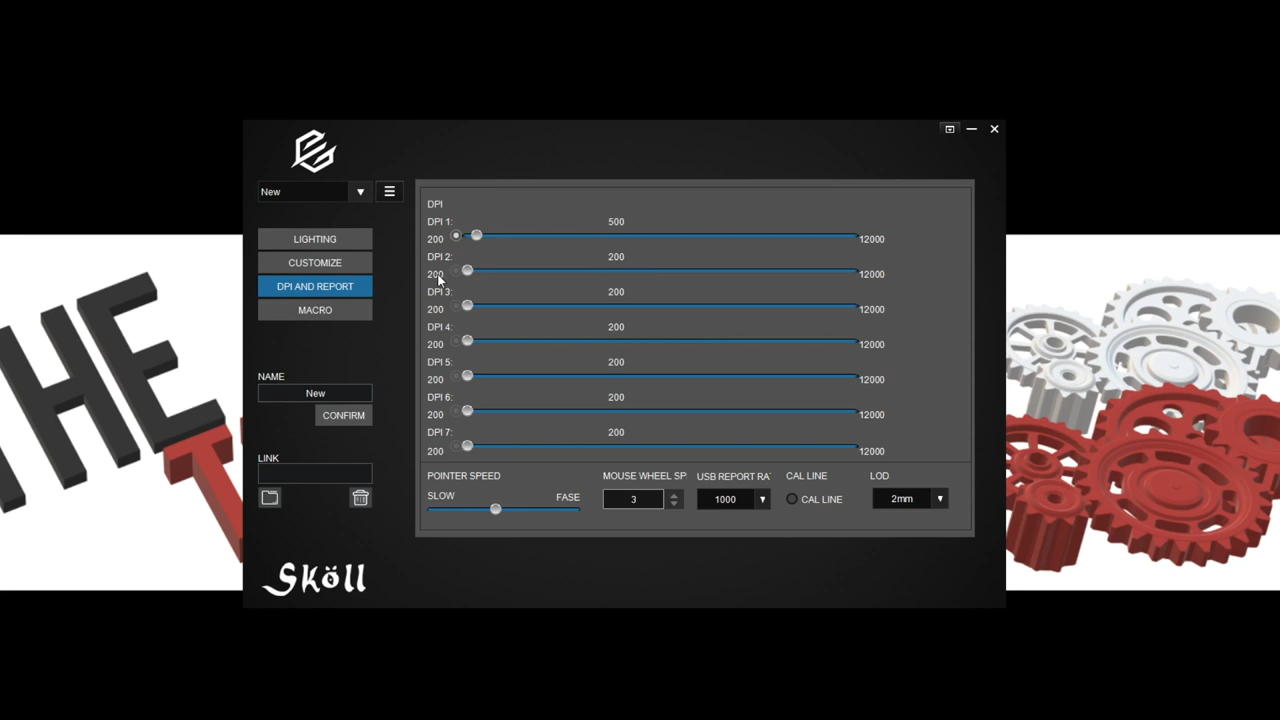 New
LIGHTING
CUSTOMIZE
DPI AND REPORT
MACRO
NAME
New
CONFIRM
LINK
Sköll
DPI
DPI 1:
500
200
12000
DPI 2:
200
200
12000
DPI 3:
200
200
12000
DPI 4:
200
200
12000
DPI 5:
200
200
12000
DPI 6:
200
200
12000
DPI 7:
200
200
12000
POINTER SPEED
SLOW
FASE
MOUSE WHEEL SP
3
USB REPORT RA
1000
CAL LINE
CAL LINE
LOD
2mm
THE
T